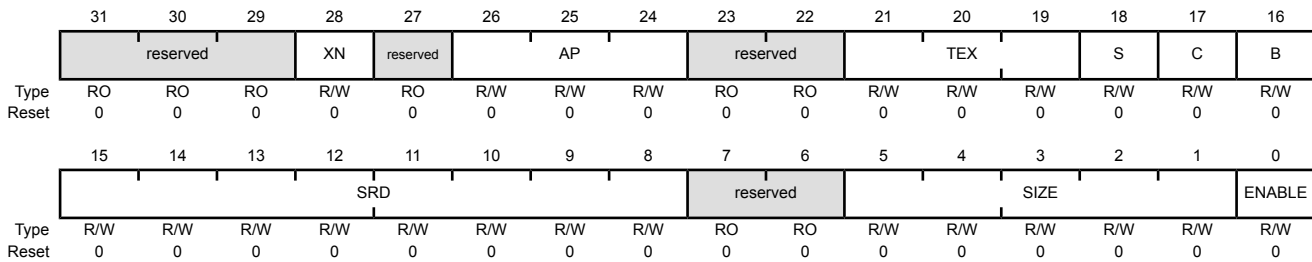 31 30 29 28 27 26 25 24 23 22 21 20 19 18 17 16
reserved XN reserved AP reserved TEX S C B
Type RO RO RO R/W RO R/W R/W R/W RO RO R/W R/W R/W R/W R/W R/W
Reset 0 0 0 0 0 0 0 0 0 0 0 0 0 0 0 0
15 14 13 12 11 10 9 8 7 6 5 4 3 2 1 0
SRD reserved SIZE ENABLE
Type R/W R/W R/W R/W R/W R/W R/W R/W RO RO R/W R/W R/W R/W R/W R/W
Reset 0 0 0 0 0 0 0 0 0 0 0 0 0 0 0 0